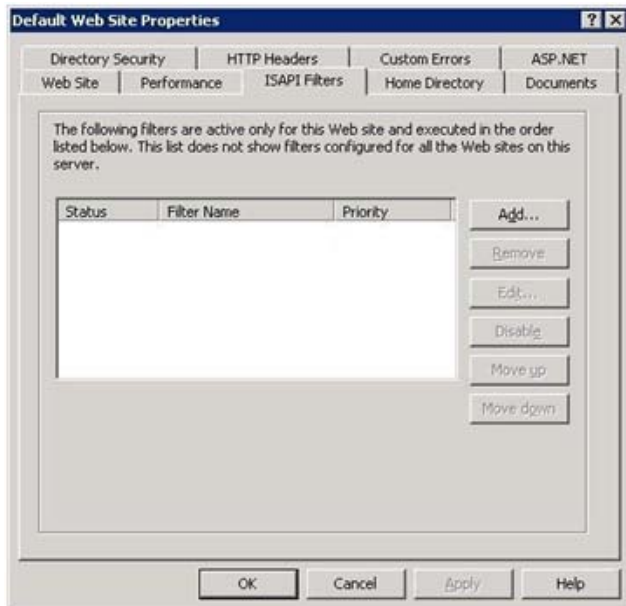 Default Web Site Properties
Directory Security HTTP Headers Custom Errors ASP.NET
Web Site Performance ISAPI Filters Home Directory Documents
The following filters are active only for this Web site and executed in the order
listed below. This list does not show filters configured for all the Web sites on this
server.
Status Filter Name Priority
Add...
Remove
Edit...
Disable
Move up
Move down
OK Cancel Apply Help